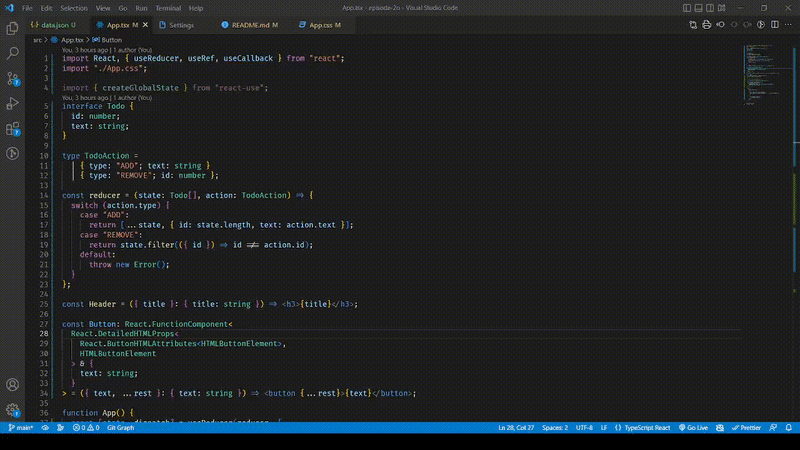 File Edit Selection View Go Run Terminal Help
App.tsx - episode-20 - Visual Studio Code
data.json U
App.tsx M
Settings
README.md M
App.css M
src > App.tsx > Button
You, 3 hours ago | 1 author (You)
1 import React, { useReducer, useRef, useCallback } from "react";
2 import "./App.css";
3
4 import { createGlobalState } from "react-use";
You, 3 hours ago | 1 author (You)
5 interface Todo {
6 id: number;
7 text: string;
8 }
9
10 type TodoAction =
11 | { type: "ADD"; text: string }
12 | { type: "REMOVE"; id: number };
13
14 const reducer = (state: Todo[], action: TodoAction) => {
15 switch (action.type) {
16 case "ADD":
17 return [...state, { id: state.length, text: action.text }];
18 case "REMOVE":
19 return state.filter(({ id }) => id !== action.id);
20 default:
21 throw new Error();
22 }
23 };
24
25 const Header = ({ title }: { title: string }) => <h3>{title}</h3>;
26
27 const Button: React.FunctionComponent<
28 React.DetailedHTMLProps<
29 React.ButtonHTMLAttributes<HTMLButtonElement>,
30 HTMLButtonElement
31 > & {
32 text: string;
33 }
34 > = ({ text, ...rest }: { text: string }) => <button {...rest}>{text}</button>;
35
36 function App() {
main*
0 0
Git Graph
Ln 28, Col 27
Spaces: 2
UTF-8
LF
{} TypeScript React
Go Live
Prettier